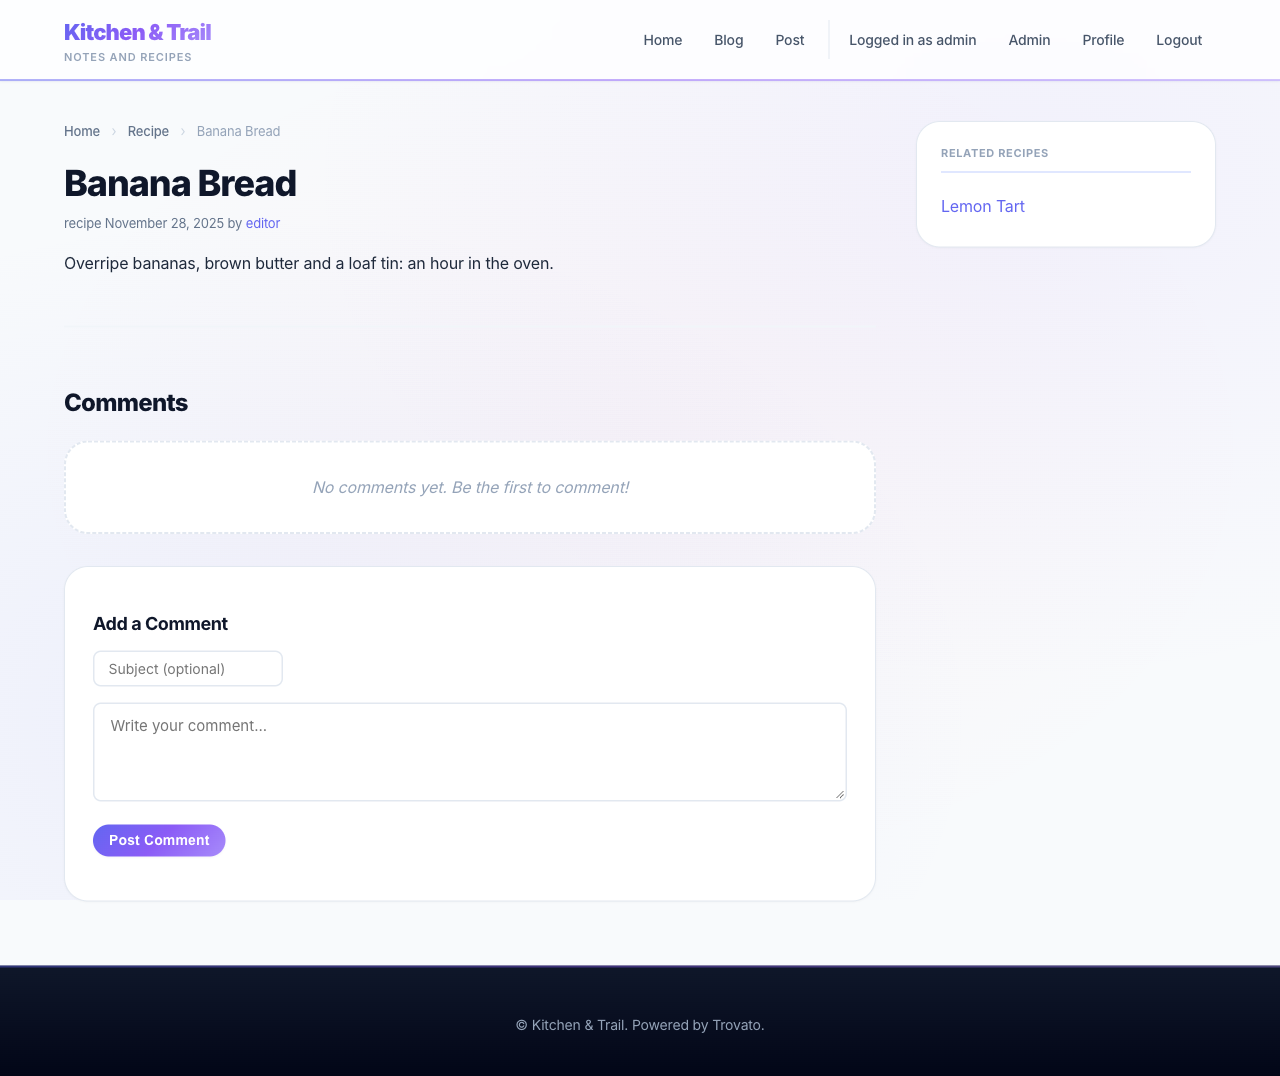 Kitchen & Trail
NOTES AND RECIPES
Home Blog Post Logged in as admin Admin Profile Logout
Home › Recipe › Banana Bread
Banana Bread
recipe November 28, 2025 by editor
Overripe bananas, brown butter and a loaf tin: an hour in the oven.
RELATED RECIPES
Lemon Tart
Comments
No comments yet. Be the first to comment!
Add a Comment
Subject (optional)
Write your comment...
Post Comment
© Kitchen & Trail. Powered by Trovato.